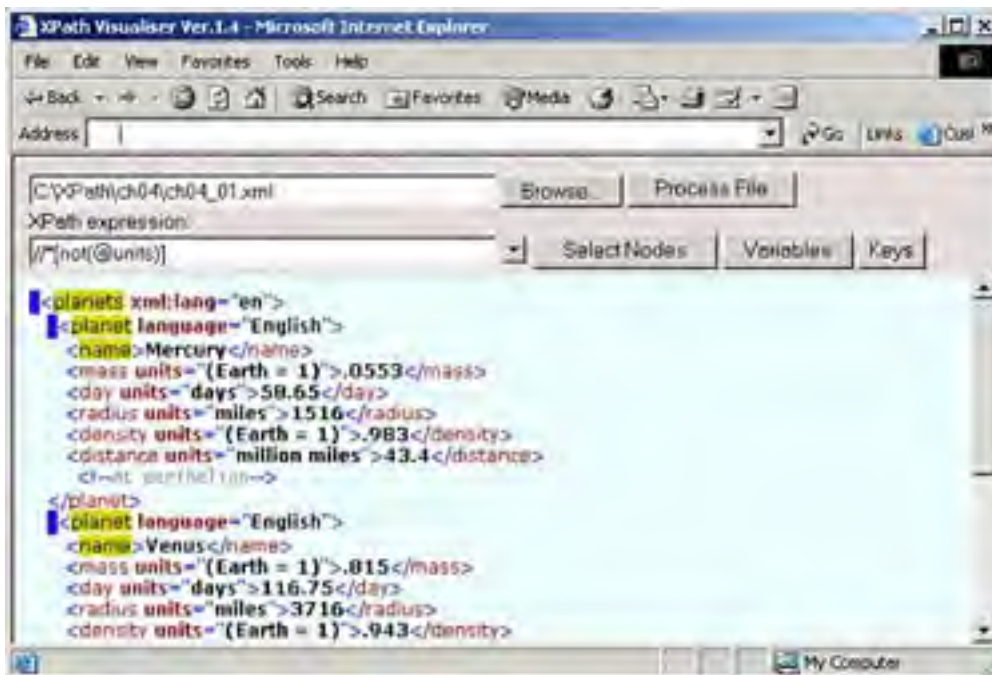 XPath Visualiser Ver.1.4 - Microsoft Internet Explorer
File Edit View Favorites Tools Help
Back Search Favorites Media
Address Go Links
C:\XPath\ch04\ch04_01.xml Browse... Process File
XPath expression:
//*[not(@units)] Select Nodes Variables Keys
<planets xml:lang="en">
<planet language="English">
<name>Mercury</name>
<mass units="(Earth = 1)">.0553</mass>
<day units="days">58.65</day>
<radius units="miles">1516</radius>
<density units="(Earth = 1)">.983</density>
<distance units="million miles">43.4</distance>
<!--At perihelion-->
</planet>
<planet language="English">
<name>Venus</name>
<mass units="(Earth = 1)">.815</mass>
<day units="days">116.75</day>
<radius units="miles">3716</radius>
<density units="(Earth = 1)">.943</density>
My Computer